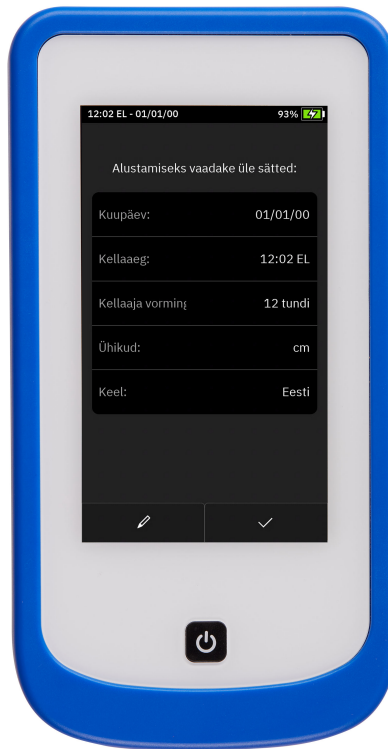 12:02 EL - 01/01/00 93%
Alustamiseks vaadake üle sätted:
Kuupäev: 01/01/00
Kellaaeg: 12:02 EL
Kellaaja vorming 12 tundi
Ühikud: cm
Keel: Eesti